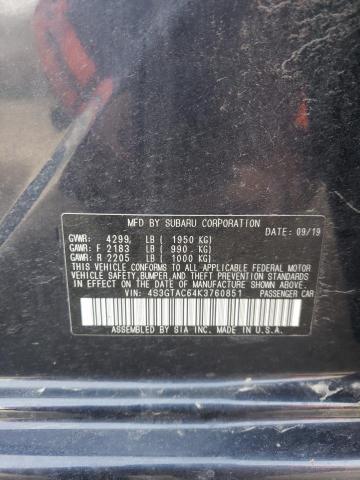 MFD BY SUBARU CORPORATION
DATE: 09/19
GVWR: 4299 LB ( 1950 KG)
GAWR: F 2183 LB ( 990 KG)
GAWR: R 2205 LB ( 1000 KG)
THIS VEHICLE CONFORMS TO ALL APPLICABLE FEDERAL MOTOR
VEHICLE SAFETY, BUMPER, AND THEFT PREVENTION STANDARDS
IN EFFECT ON THE DATE OF MANUFACTURE SHOWN ABOVE.
VIN: 4S3GTAC64K3760851 PASSENGER CAR
ASSEMBLED BY SIA INC. MADE IN U.S.A.